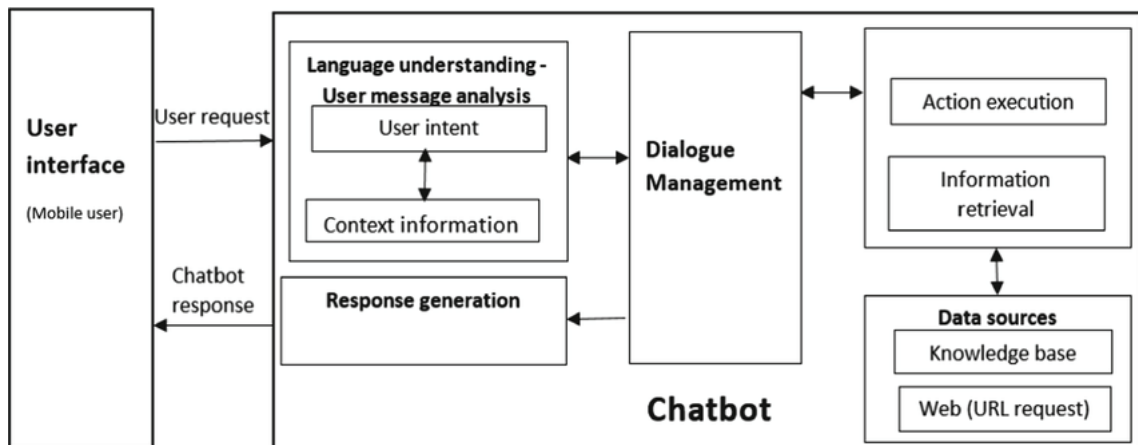 User
interface
(Mobile user)
User request
Chatbot
response
Language understanding -
User message analysis
User intent
Context information
Response generation
Dialogue
Management
Action execution
Information
retrieval
Data sources
Knowledge base
Web (URL request)
Chatbot